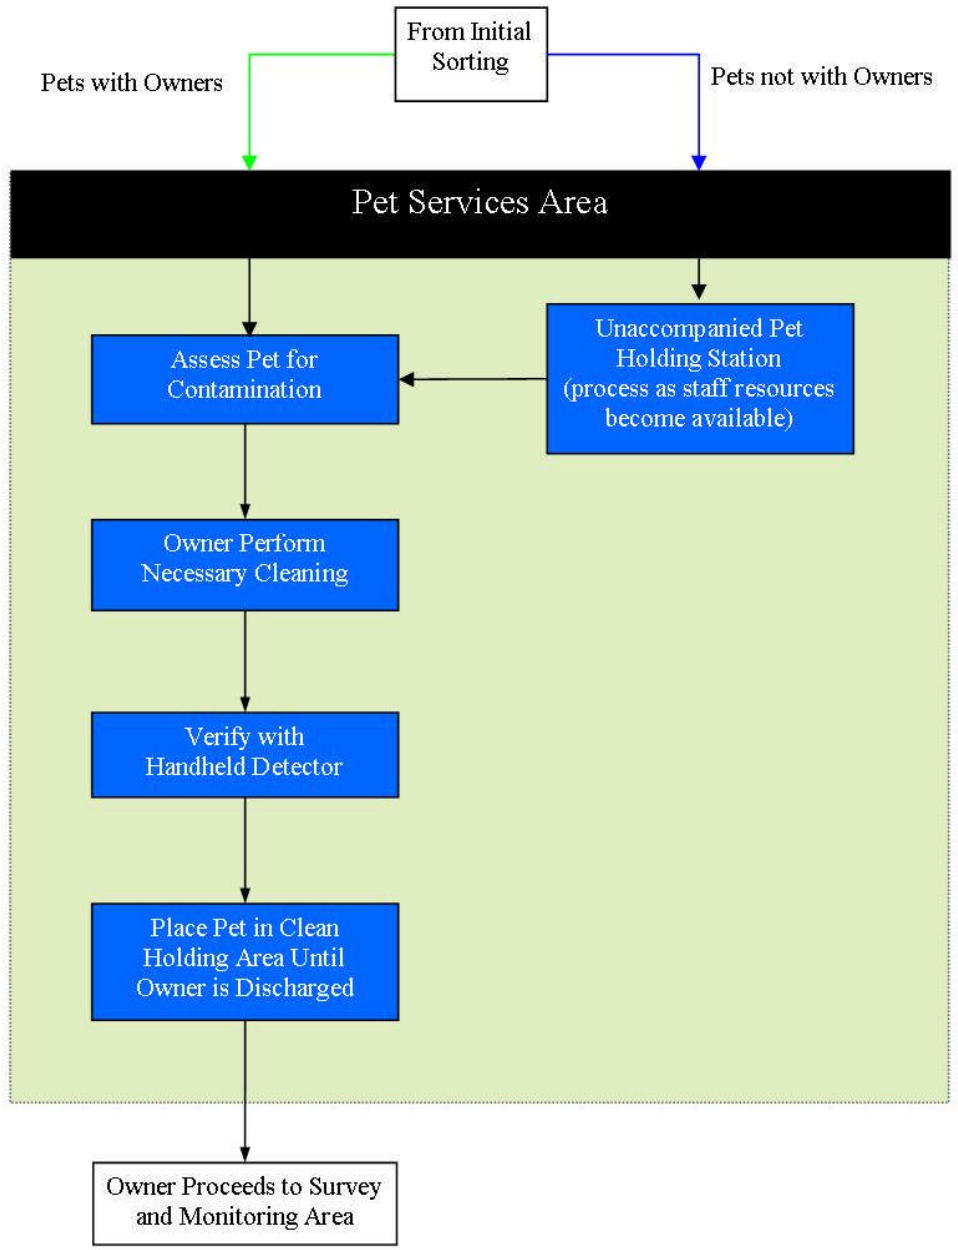 From Initial
Sorting
Pets with Owners
Pets not with Owners
Pet Services Area
Unaccompanied Pet
Holding Station
(process as staff resources
become available)
Assess Pet for
Contamination
Owner Perform
Necessary Cleaning
Verify with
Handheld Detector
Place Pet in Clean
Holding Area Until
Owner is Discharged
Owner Proceeds to Survey
and Monitoring Area